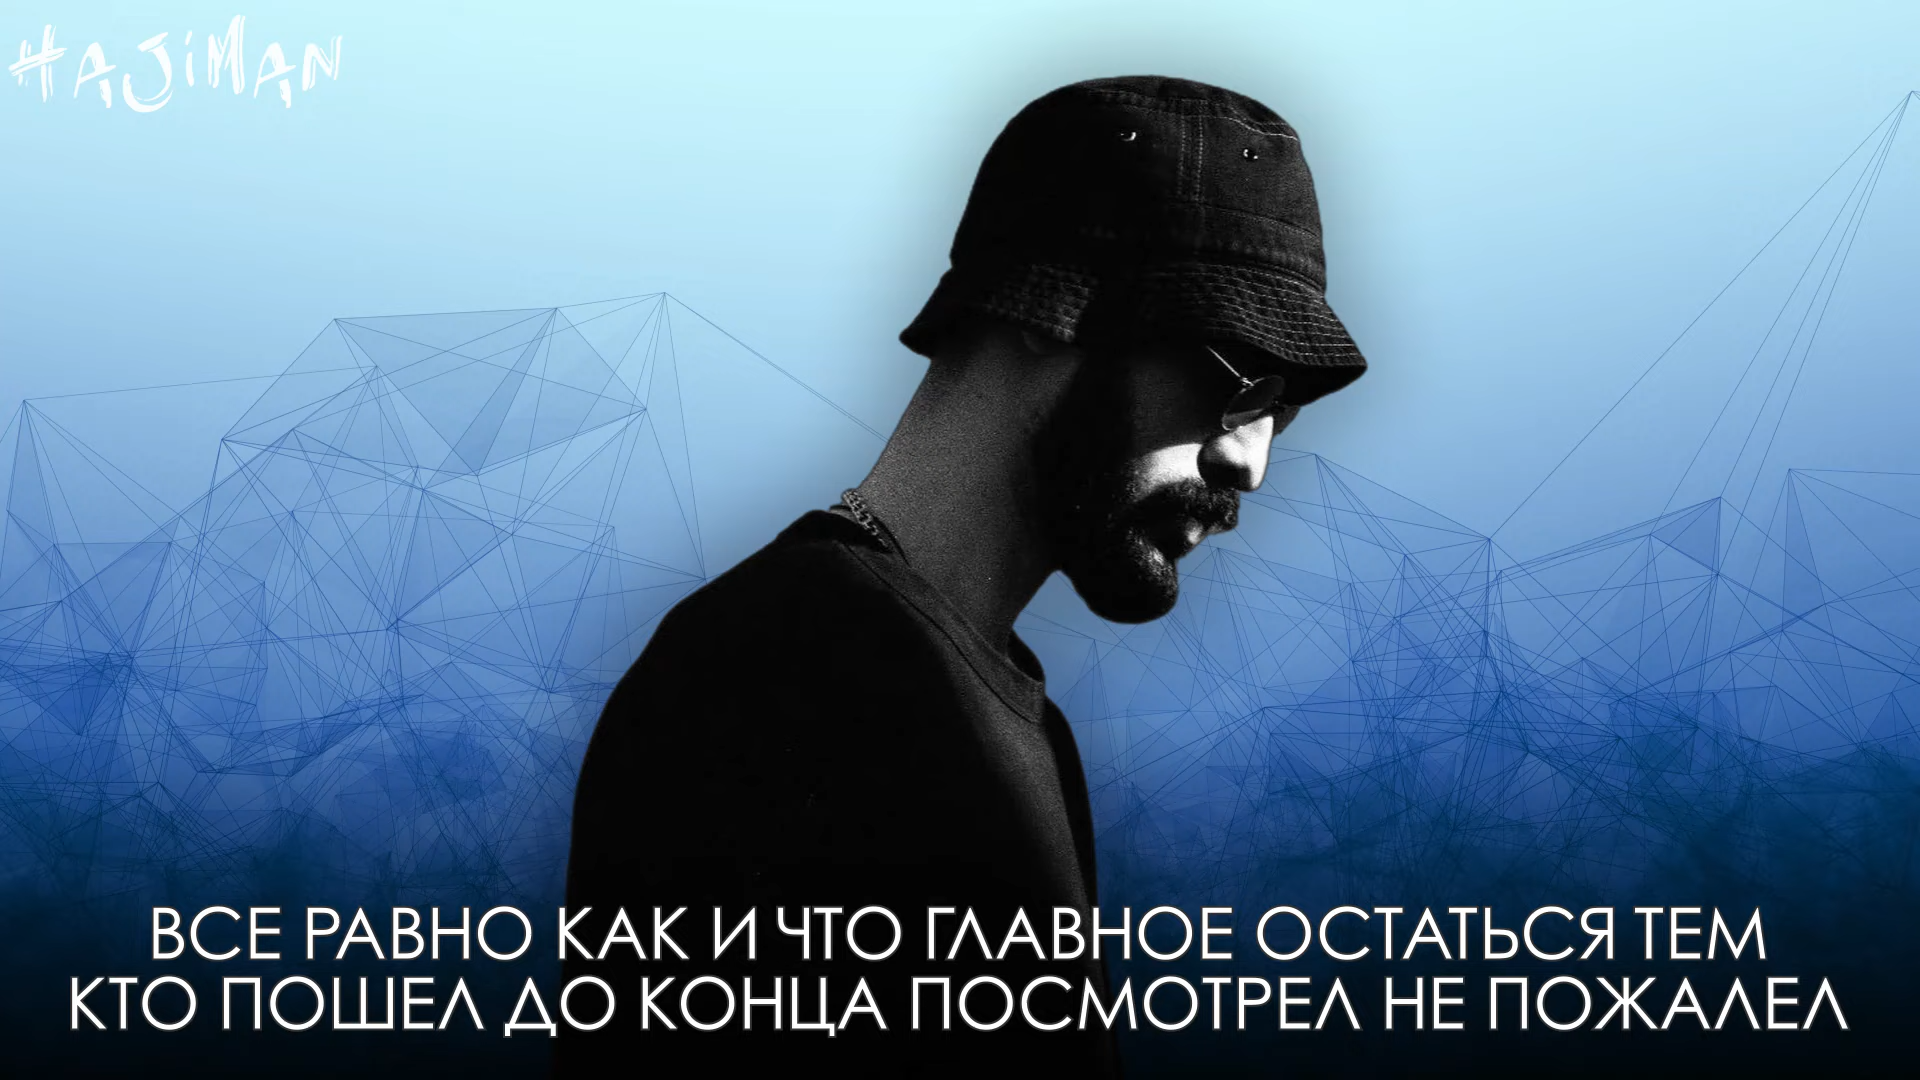 HAJIMAN
ВСЕ РАВНО КАК И ЧТО ГЛАВНОЕ ОСТАТЬСЯ ТЕМ
КТО ПОШЕЛ ДО КОНЦА ПОСМОТРЕЛ НЕ ПОЖАЛЕЛ